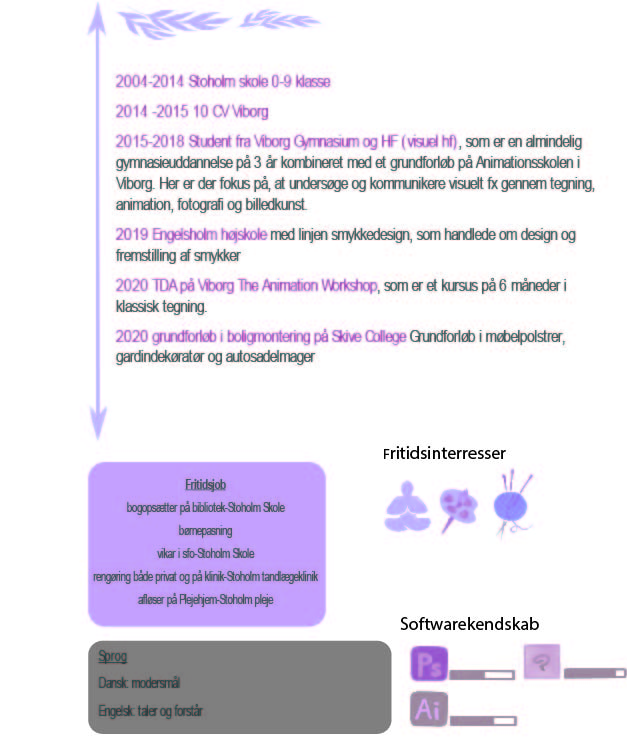 2004-2014 Stoholm skole 0-9 klasse
2014 -2015 10 CV Viborg
2015-2018 Student fra Viborg Gymnasium og HF ( visuel hf) , som er en almindelig
gymnasieuddannelse på 3 år kombineret med et grundforløb på Animationsskolen i
Viborg. Her er der fokus på, at undersøge og kommunikere visuelt fx gennem tegning,
animation, fotografi og billedkunst.
2019 Engelsholm højskole med linjen smykkedesign, som handlede om design og
fremstilling af smykker
2020 TDA på Viborg The Animation Workshop, som er et kursus på 6 måneder i
klassisk tegning.
2020 grundforløb i boligmontering på Skive College Grundforløb i møbelpolstrer,
gardindekøratør og autosadelmager
Fritidsinterresser
Fritidsjob
bogopsætter på bibliotek-Stoholm Skole
børnepasning
vikar i sfo-Stoholm Skole
rengøring både privat og på klinik-Stoholm tandlægeklinik
afløser på Plejehjem-Stoholm pleje
Softwarekendskab
Ps
Ai
Sprog
Dansk: modersmål
Engelsk: taler og forstår